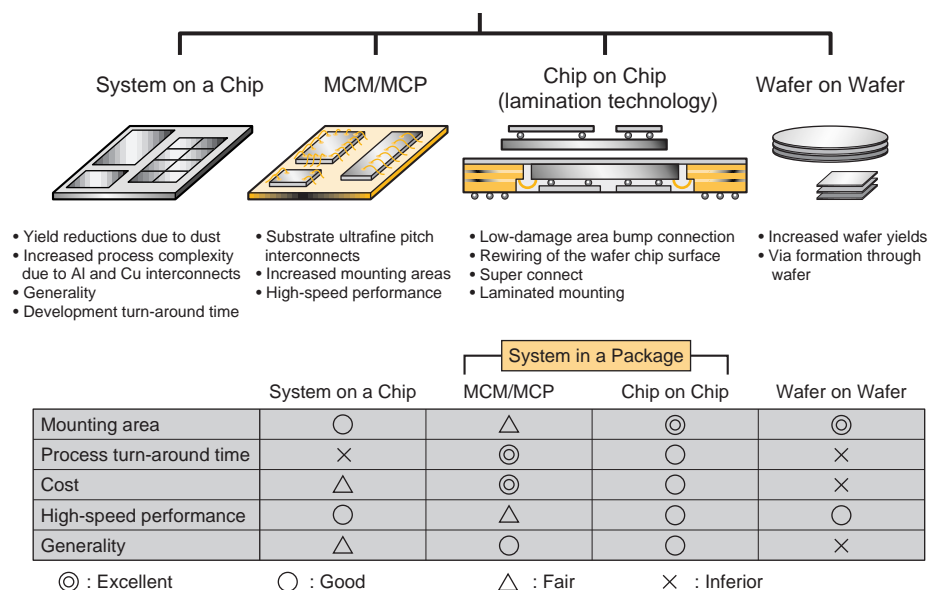 System on a Chip
MCM/MCP
Chip on Chip
(lamination technology)
Wafer on Wafer
• Yield reductions due to dust
• Increased process complexity
due to Al and Cu interconnects
• Generality
• Development turn-around time
• Substrate ultrafine pitch
interconnects
• Increased mounting areas
• High-speed performance
• Low-damage area bump connection
• Rewiring of the wafer chip surface
• Super connect
• Laminated mounting
• Increased wafer yields
• Via formation through
wafer
System in a Package
System on a Chip MCM/MCP Chip on Chip Wafer on Wafer
Mounting area ○ △ ◎ ◎
Process turn-around time × ◎ ○ ×
Cost △ ◎ ○ ×
High-speed performance ○ △ ○ ○
Generality △ ○ ○ ×
◎ : Excellent ○ : Good △ : Fair × : Inferior